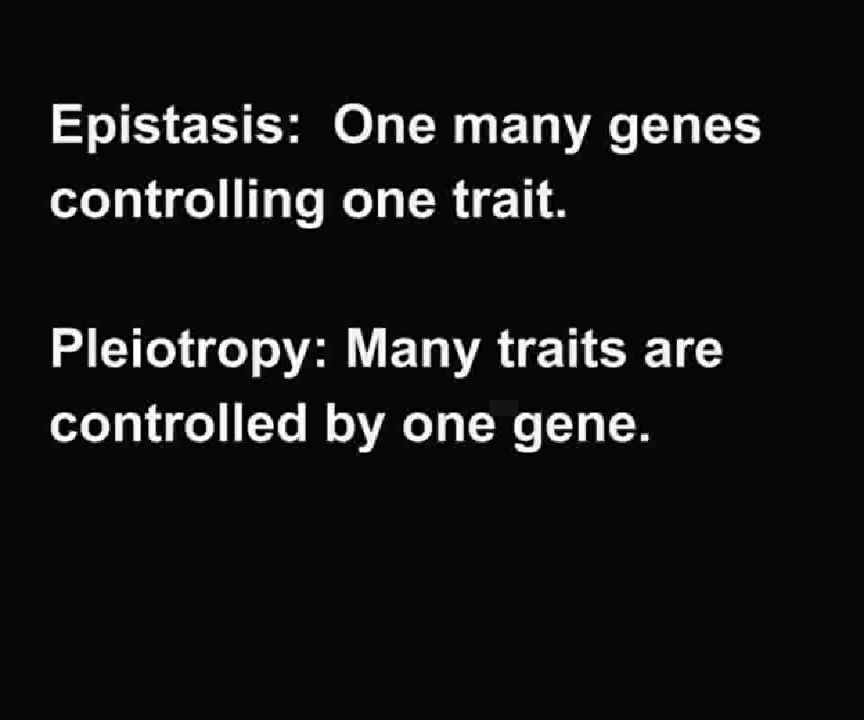 Epistasis:  One many genes
controlling one trait.
Pleiotropy: Many traits are
controlled by one gene.